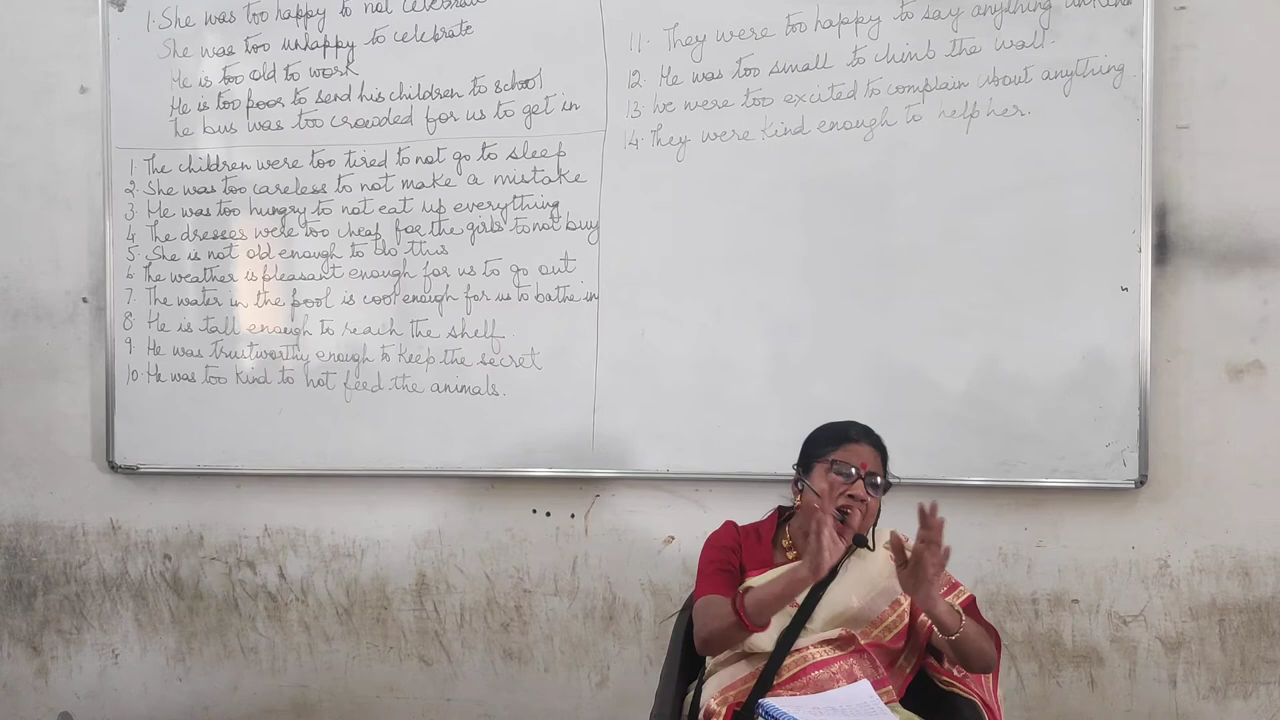 1. She was too happy to not celebrate
She was too unhappy to celebrate
He is too old to work
He is too poor to send his children to school
The bus was too crowded for us to get in
1. The children were too tired to not go to sleep
2. She was too careless to not make a mistake
3. He was too hungry to not eat up everything
4. The dresses were too cheap for the girls to not buy
5. She is not old enough to do this
6. The weather is pleasant enough for us to go out
7. The water in the pool is cool enough for us to bathe in
8. He is tall enough to reach the shelf
9. He was trustworthy enough to keep the secret
10. He was too kind to not feed the animals.
11. They were too happy to say anything unkind
12. He was too small to climb the wall.
13. We were too excited to complain about anything
14. They were kind enough to help her.